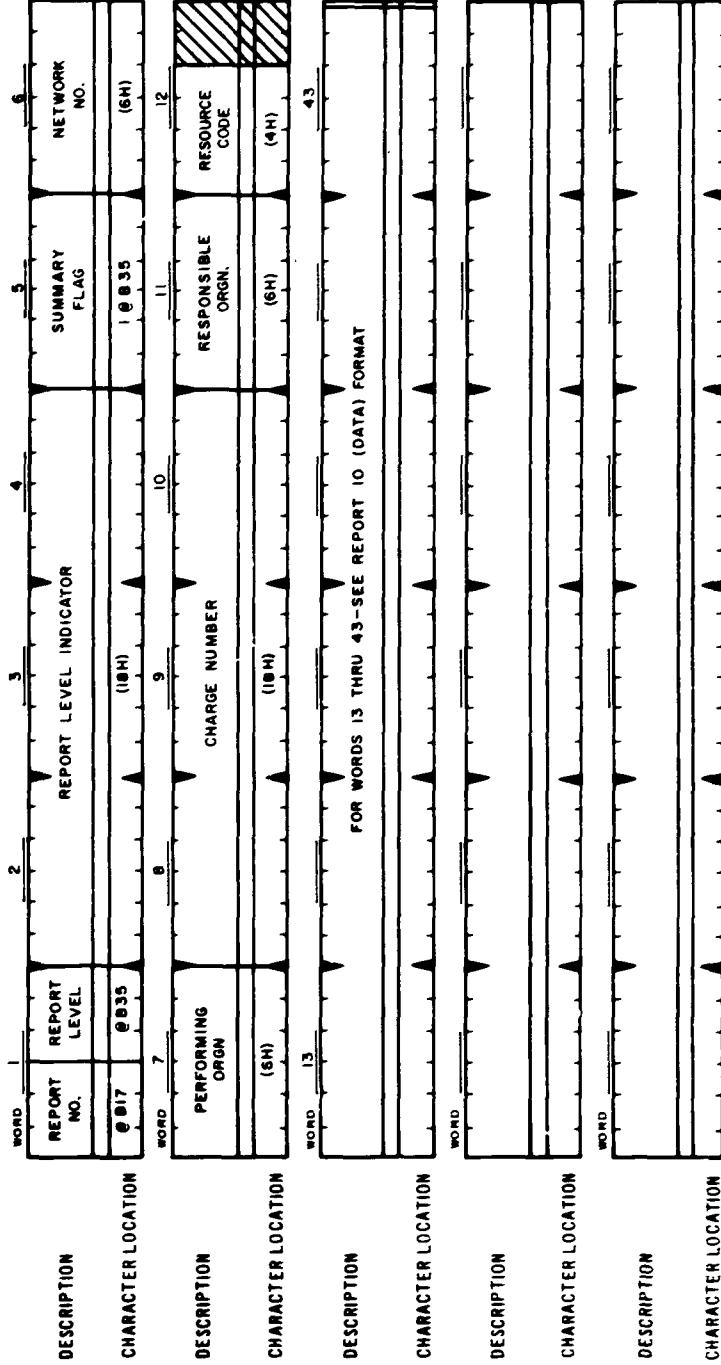 WORD 1 2 3 4 5 6
DESCRIPTION REPORT NO. REPORT LEVEL REPORT LEVEL INDICATOR SUMMARY FLAG NETWORK NO.
CHARACTER LOCATION @B17 @B35 (18H) 1@B35 (6H)
WORD 7 8 9 10 11 12
DESCRIPTION PERFORMING ORGN CHARGE NUMBER RESPONSIBLE ORGN. RESOURCE CODE
CHARACTER LOCATION (6H) (18H) (6H) (4H)
WORD 13 43
DESCRIPTION FOR WORDS 13 THRU 43-SEE REPORT 10 (DATA) FORMAT
CHARACTER LOCATION
WORD
DESCRIPTION
CHARACTER LOCATION
WORD
DESCRIPTION
CHARACTER LOCATION